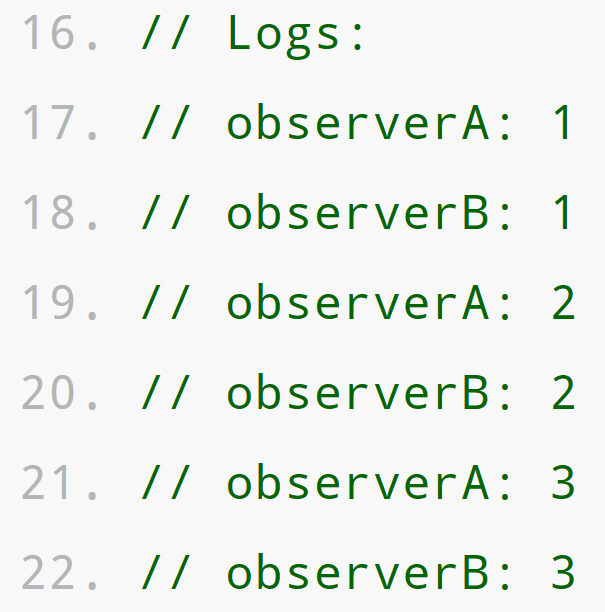 16. // Logs:
17. // observerA: 1
18. // observerB: 1
19. // observerA: 2
20. // observerB: 2
21. // observerA: 3
22. // observerB: 3